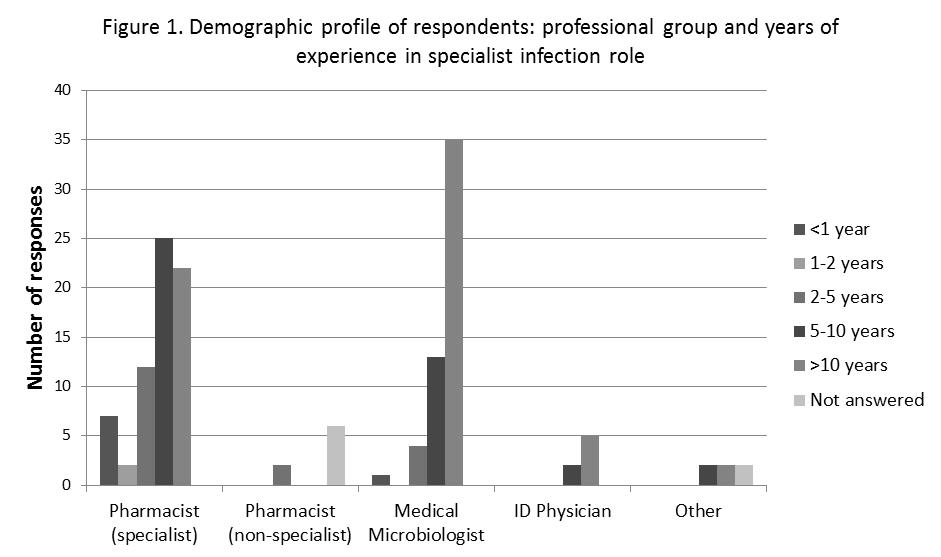 Figure 1. Demographic profile of respondents: professional group and years of
experience in specialist infection role
Number of responses
40
35
30
25
20
15
10
5
0
Pharmacist
(specialist)
Pharmacist
(non-specialist)
Medical
Microbiologist
ID Physician
Other
<1 year
1-2 years
2-5 years
5-10 years
>10 years
Not answered